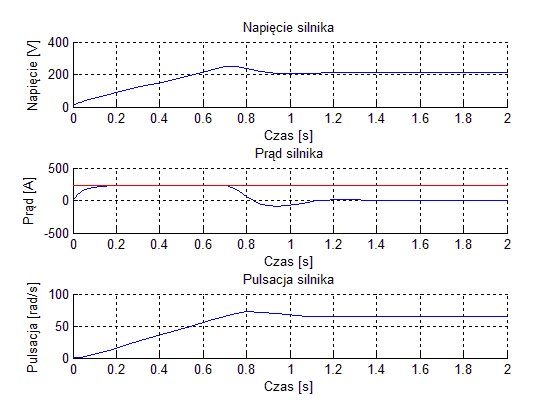 Napięcie silnika
Napięcie [V]
400
200
0
0 0.2 0.4 0.6 0.8 1 1.2 1.4 1.6 1.8 2
Czas [s]
Prąd silnika
Prąd [A]
500
0
-500
0 0.2 0.4 0.6 0.8 1 1.2 1.4 1.6 1.8 2
Czas [s]
Pulsacja silnika
Pulsacja [rad/s]
100
50
0
0 0.2 0.4 0.6 0.8 1 1.2 1.4 1.6 1.8 2
Czas [s]